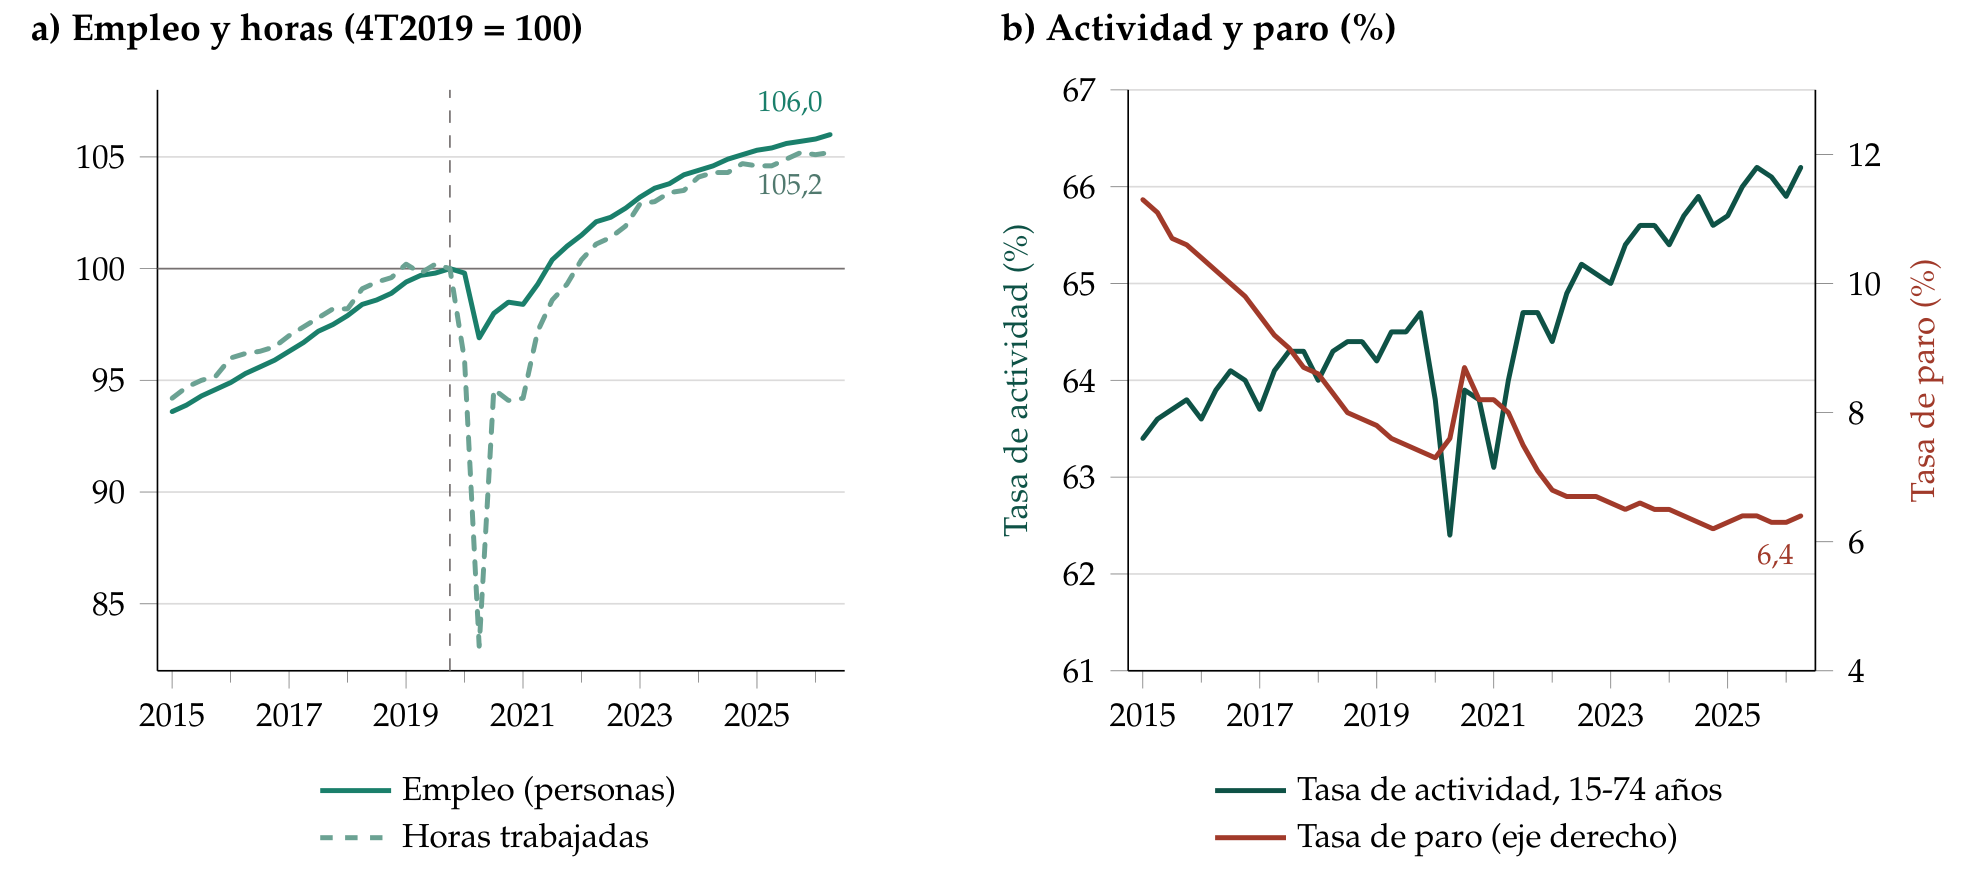 a) Empleo y horas (4T2019 = 100)
106,0
105,2
105
100
95
90
85
2015 2017 2019 2021 2023 2025
Empleo (personas)
Horas trabajadas
b) Actividad y paro (%)
Tasa de actividad (%)
67
66
65
64
63
62
61
Tasa de paro (%)
12
10
8
6
4
6,4
2015 2017 2019 2021 2023 2025
Tasa de actividad, 15-74 años
Tasa de paro (eje derecho)